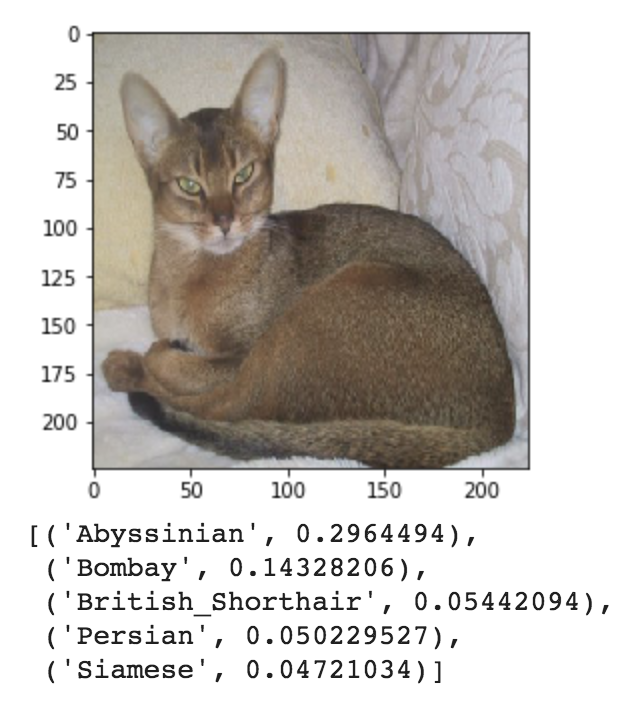 0
25
50
75
100
125
150
175
200
0 50 100 150 200
[('Abyssinian', 0.2964494),
('Bombay', 0.14328206),
('British_Shorthair', 0.05442094),
('Persian', 0.050229527),
('Siamese', 0.04721034)]